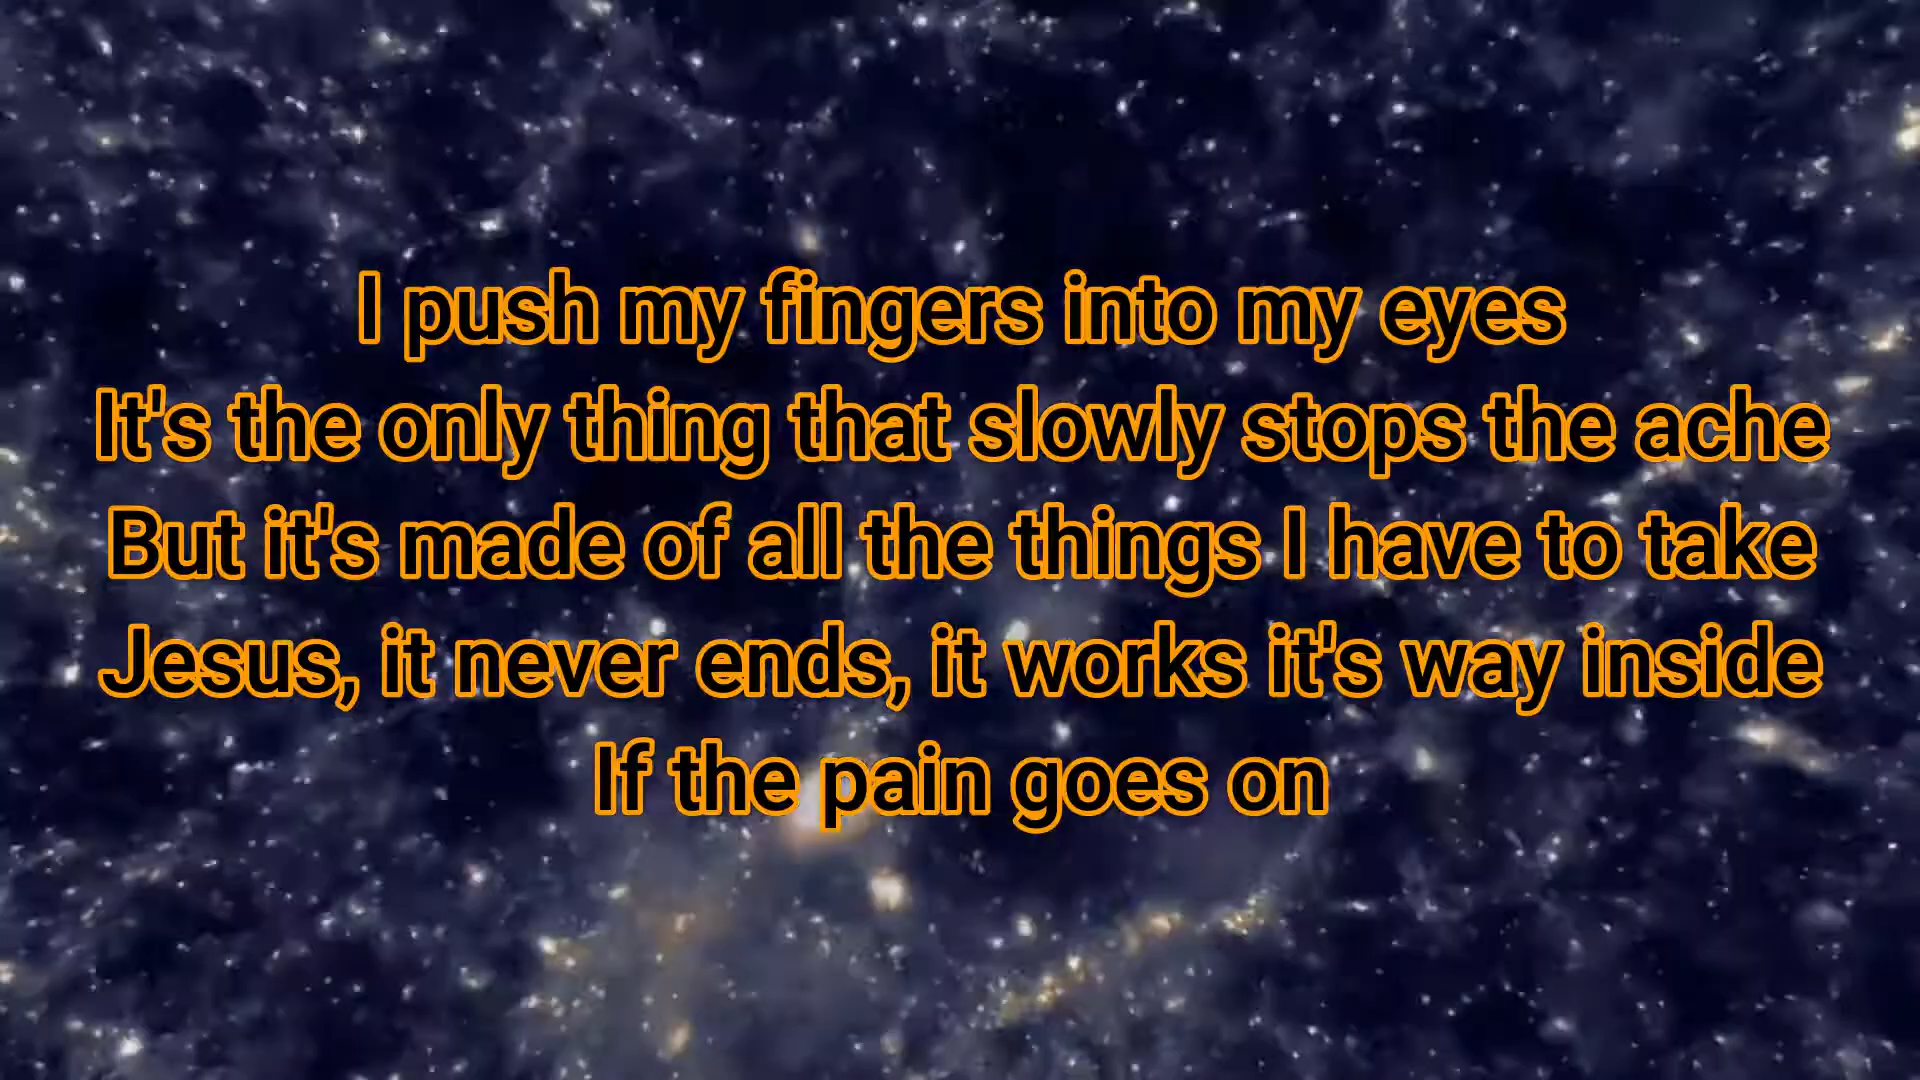 I push my fingers into my eyes
It's the only thing that slowly stops the ache
But it's made of all the things I have to take
Jesus, it never ends, it works it's way inside
If the pain goes on